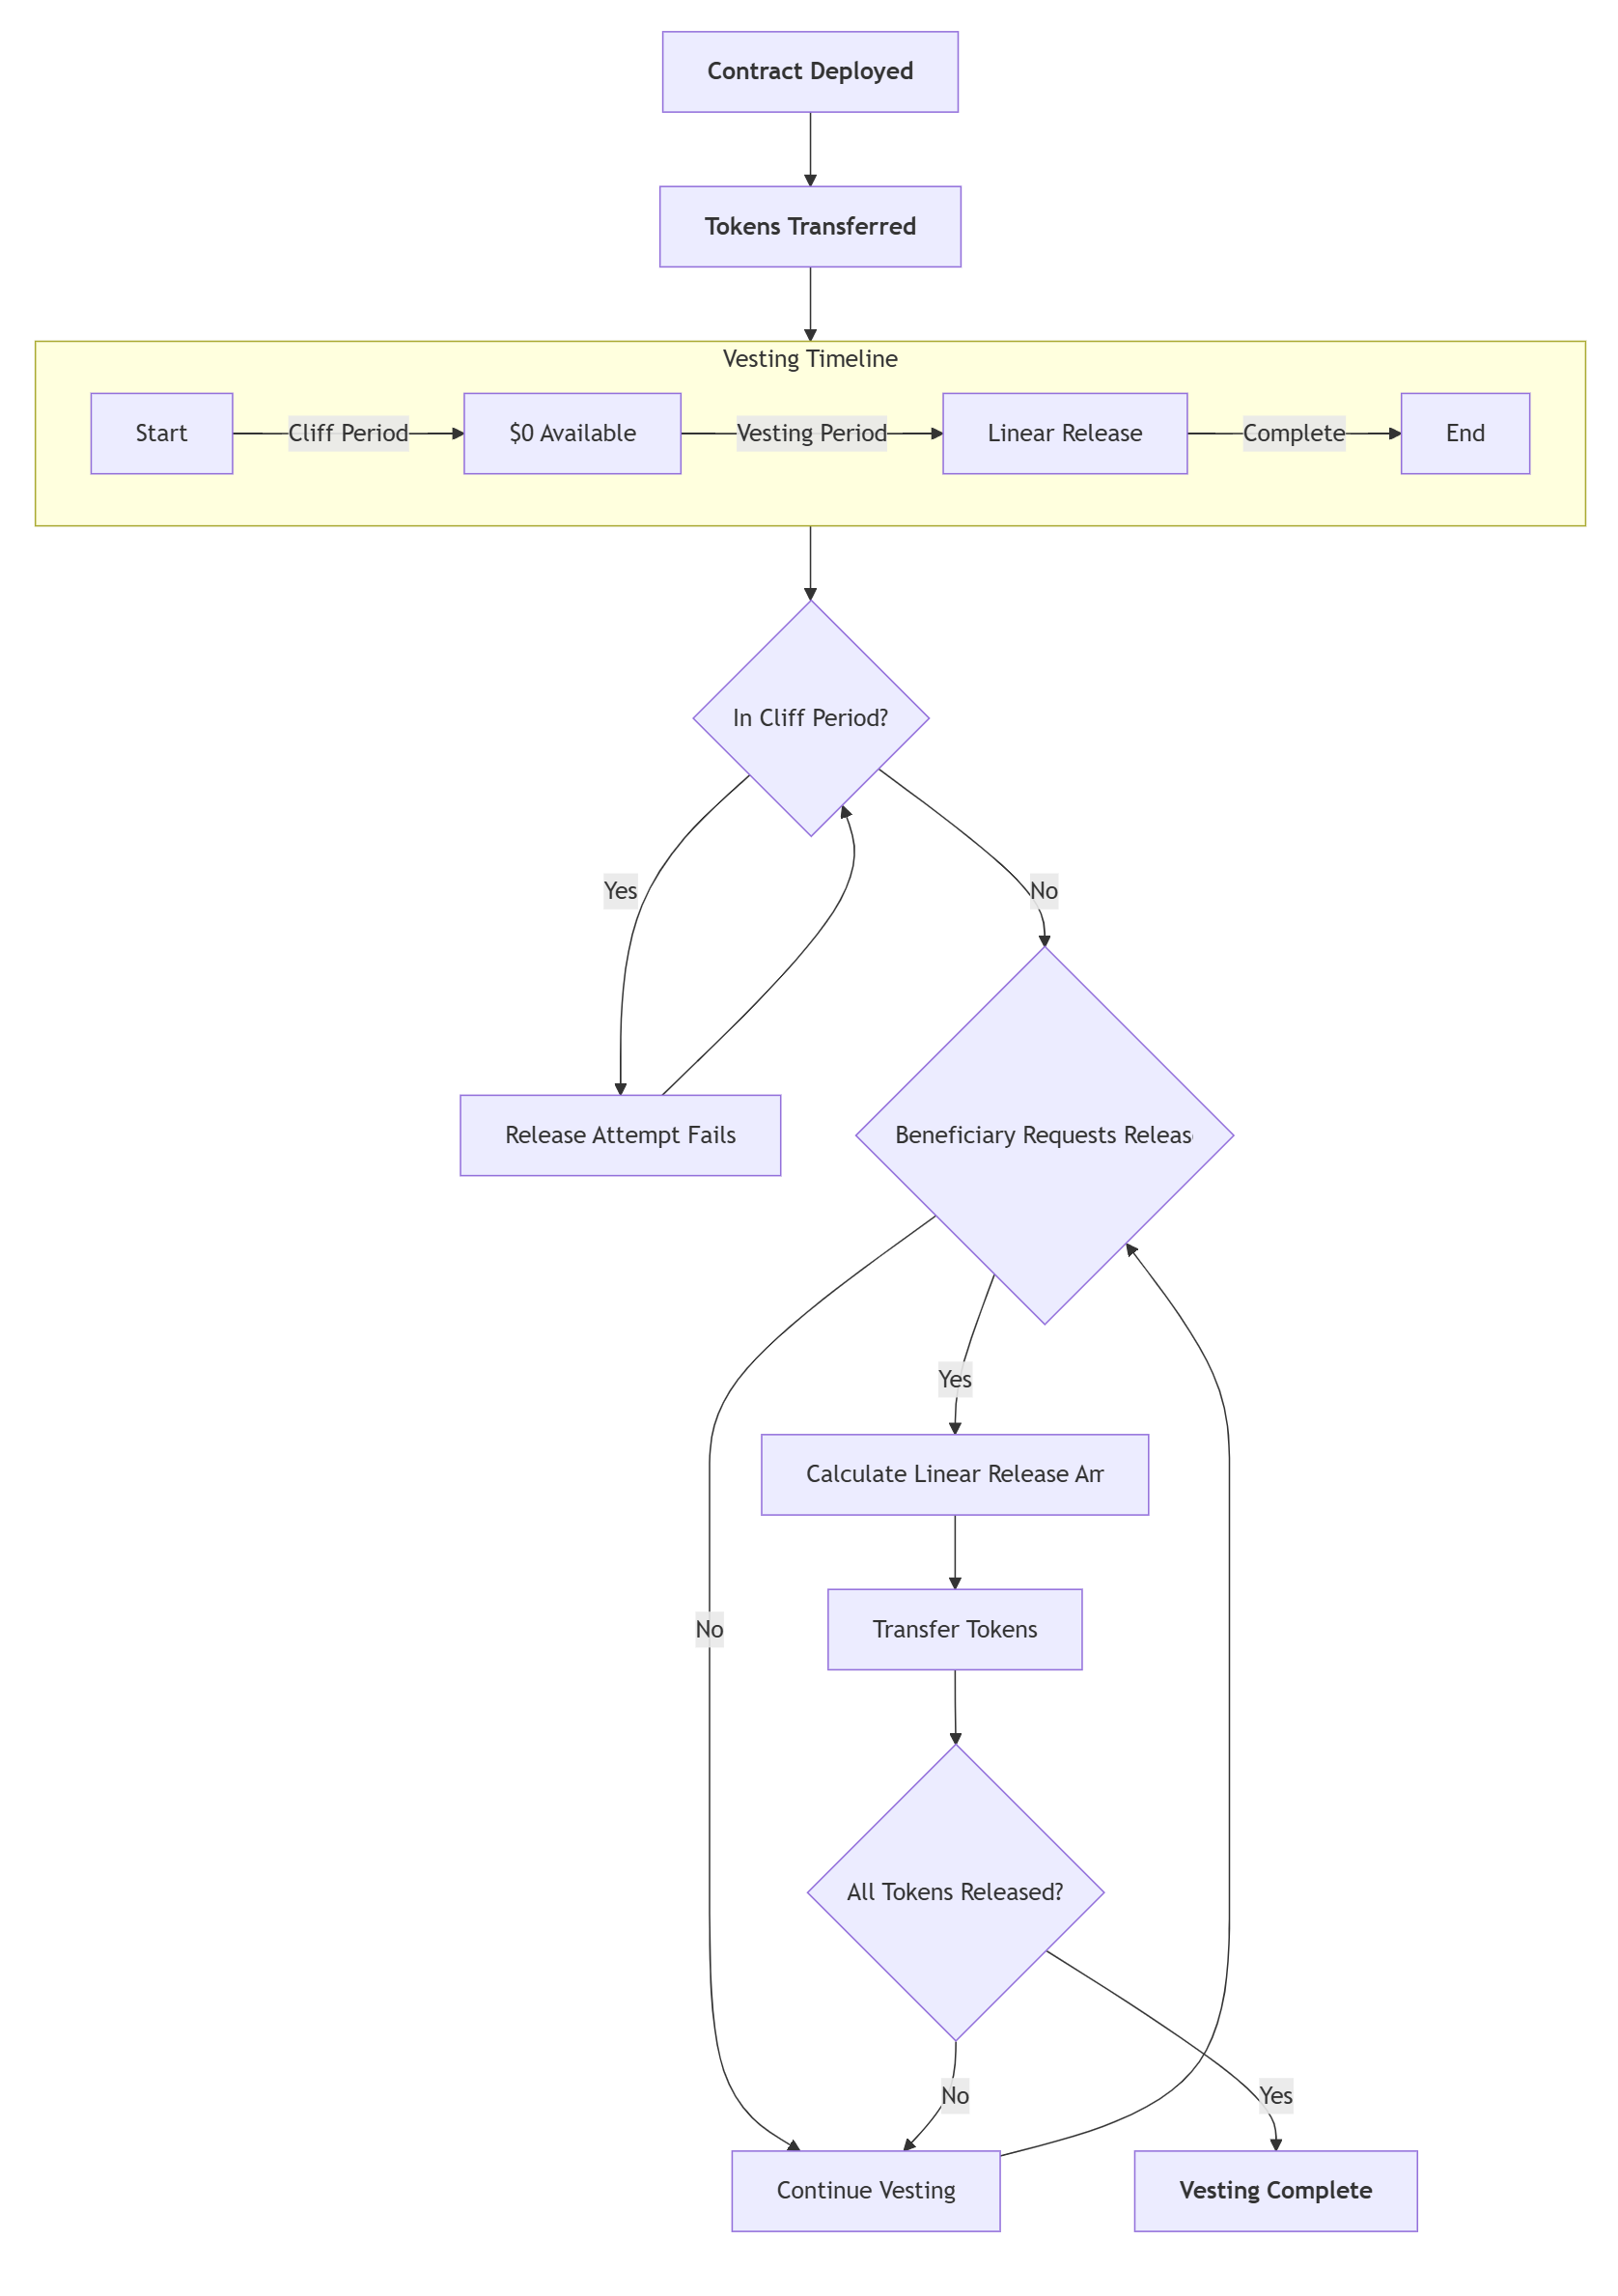 Contract Deployed
Tokens Transferred
Vesting Timeline
Start
Cliff Period
$0 Available
Vesting Period
Linear Release
Complete
End
In Cliff Period?
Yes
No
Release Attempt Fails
Beneficiary Requests Releas
Yes
Calculate Linear Release
No
Transfer Tokens
All Tokens Released?
No
Yes
Continue Vesting
Vesting Complete